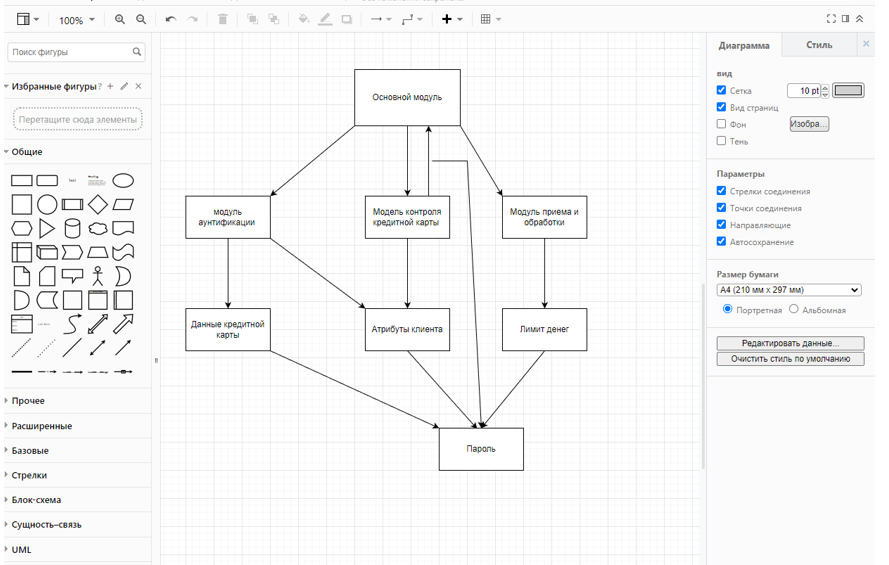 100%
Поиск фигуры
Избранные фигуры?
Перетащите сюда элементы
Общие
Text
Прочее
Расширенные
Базовые
Стрелки
Блок-схема
Сущность–связь
UML
Основной модуль
модуль
аунтификации
Модель контроля
кредитной карты
Модуль приема и
обработки
Данные кредитной
карты
Атрибуты клиента
Лимит денег
Пароль
Диаграмма
Стиль
вид
Сетка
10 pt
Вид страниц
Фон
Изобра...
Тень
Параметры
Стрелки соединения
Точки соединения
Направляющие
Автосохранение
Размер бумаги
A4 (210 мм x 297 мм)
Портретная
Альбомная
Редактировать данные...
Очистить стиль по умолчанию